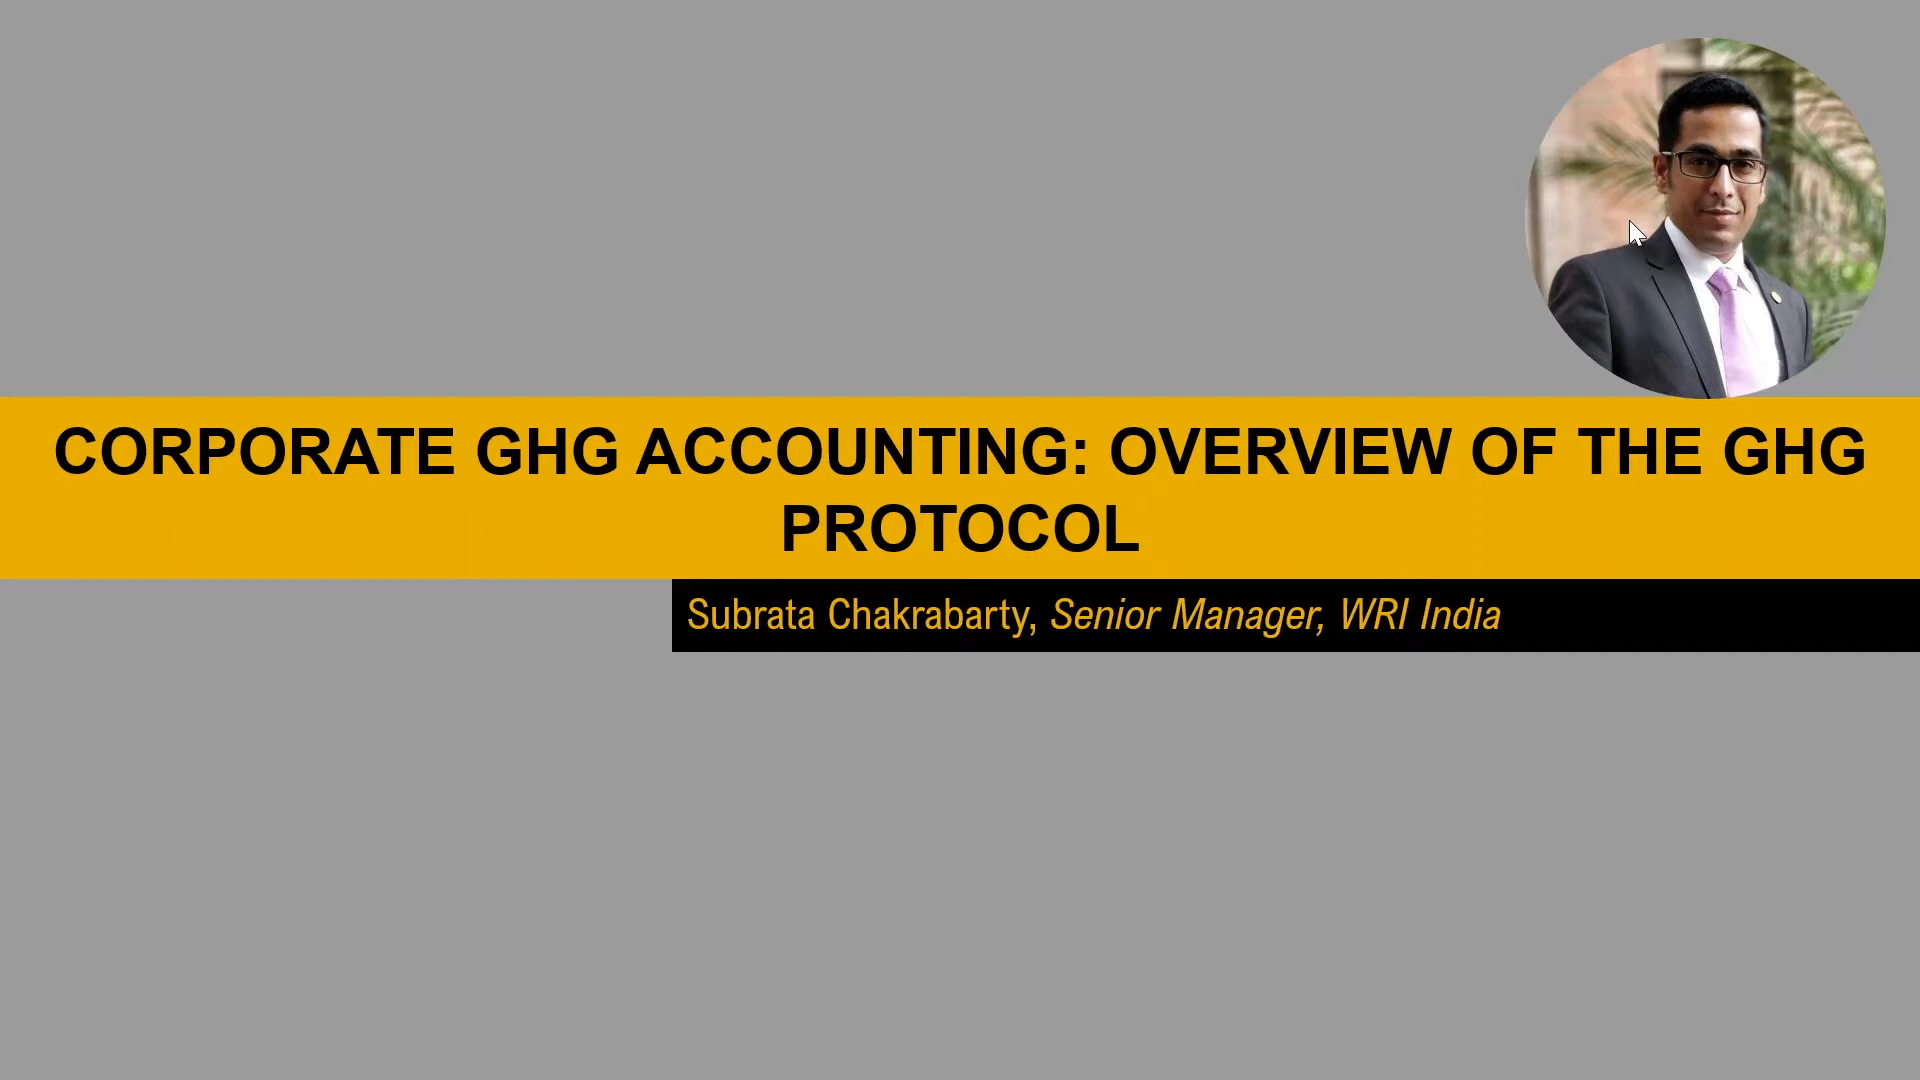 CORPORATE GHG ACCOUNTING: OVERVIEW OF THE GHG
PROTOCOL
Subrata Chakrabarty, Senior Manager, WRI India